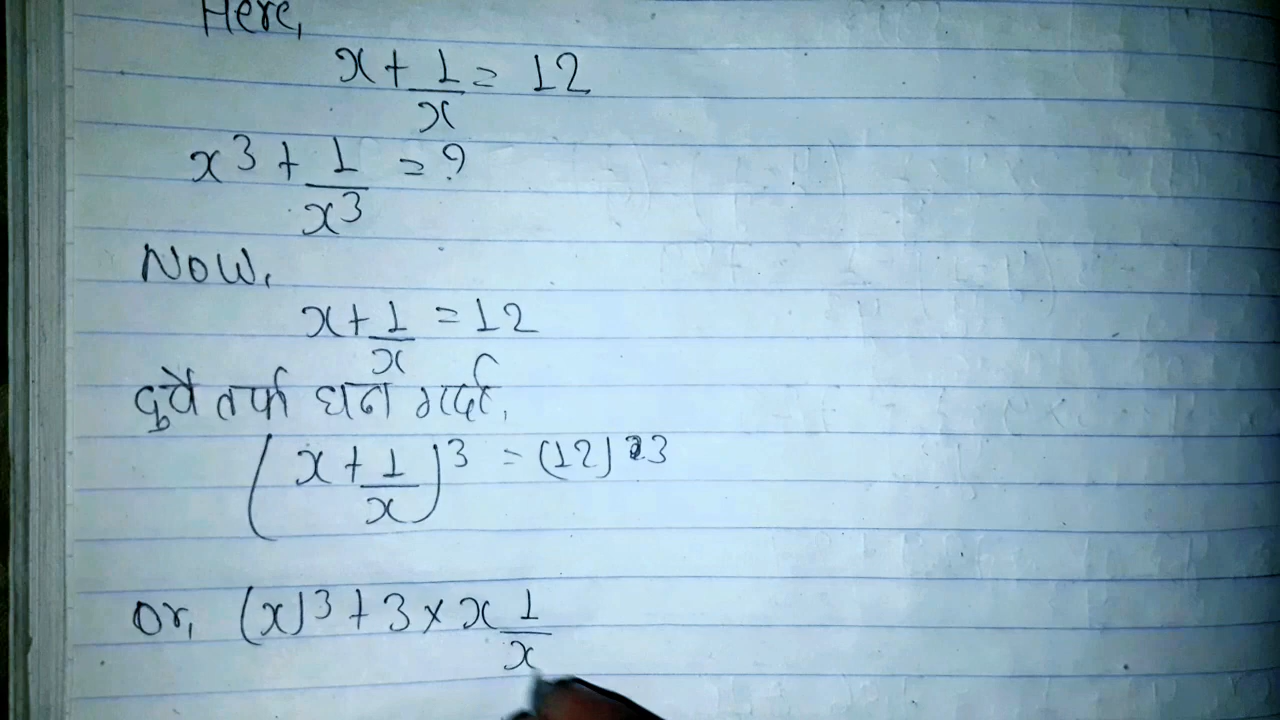 Here,
x + 1/x = 12
x³ + 1/x³ = ?
Now,
x + 1/x = 12
दुवै तर्फ घन गर्दा,
(x + 1/x)³ = (12)³
Or, (x)³ + 3 × x 1/x